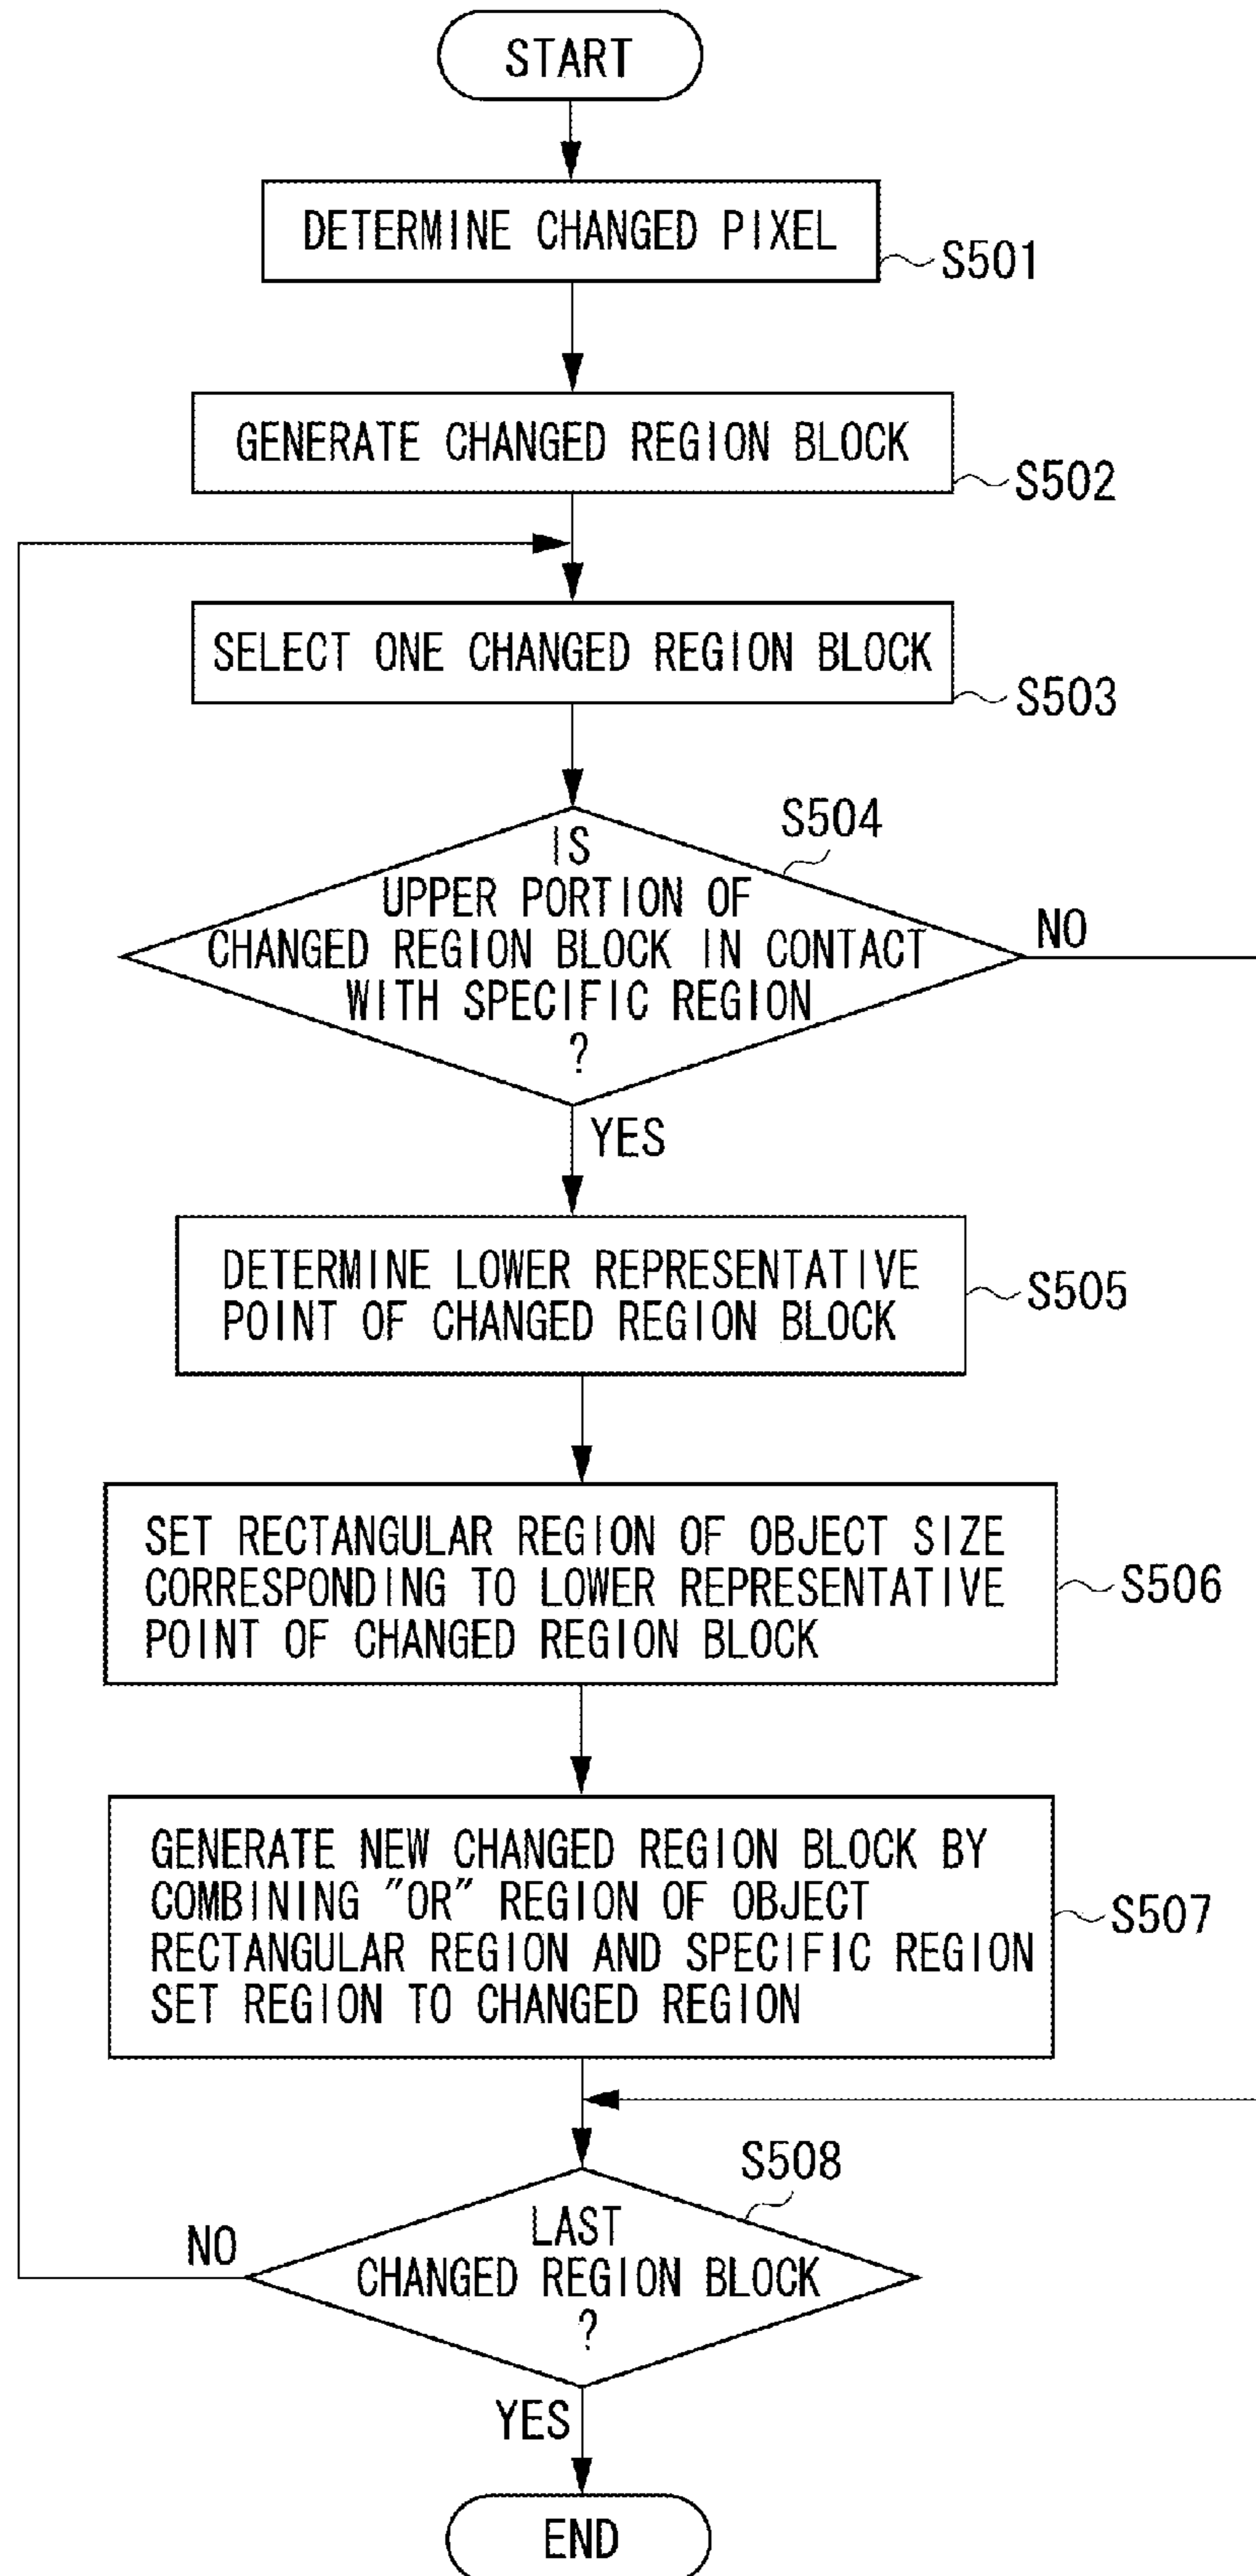 START
DETERMINE CHANGED PIXEL
S501
GENERATE CHANGED REGION BLOCK
S502
SELECT ONE CHANGED REGION BLOCK
S503
S504
IS
UPPER PORTION OF
CHANGED REGION BLOCK IN CONTACT
WITH SPECIFIC REGION
?
NO
YES
DETERMINE LOWER REPRESENTATIVE
POINT OF CHANGED REGION BLOCK
S505
SET RECTANGULAR REGION OF OBJECT SIZE
CORRESPONDING TO LOWER REPRESENTATIVE
POINT OF CHANGED REGION BLOCK
S506
GENERATE NEW CHANGED REGION BLOCK BY
COMBINING "OR" REGION OF OBJECT
RECTANGULAR REGION AND SPECIFIC REGION
SET REGION TO CHANGED REGION
S507
S508
LAST
CHANGED REGION BLOCK
?
NO
YES
END